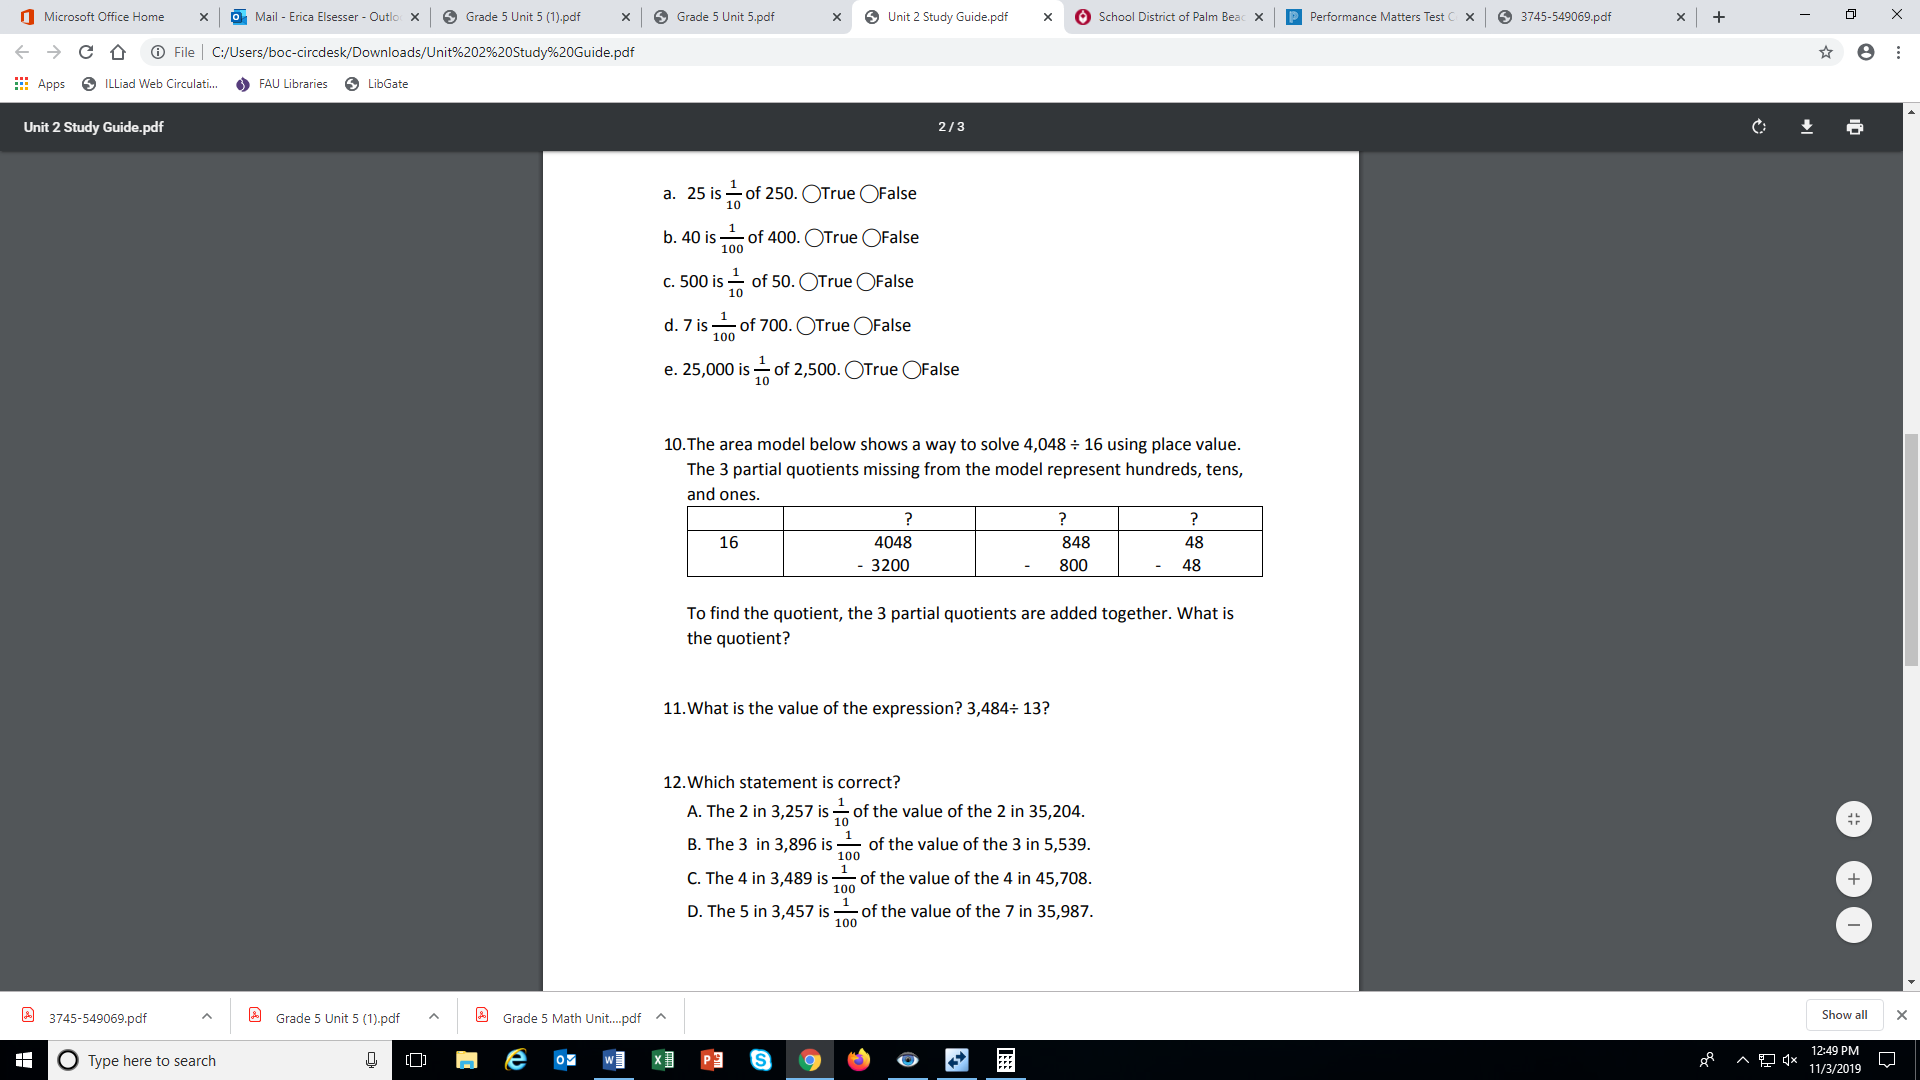 Microsoft Office Home
Mail - Erica Elsesser - Outlo
Grade 5 Unit 5 (1).pdf
Grade 5 Unit 5.pdf
Unit 2 Study Guide.pdf
School District of Palm Beac
Performance Matters Test C
3745-549069.pdf
File C:/Users/boc-circdesk/Downloads/Unit%202%20Study%20Guide.pdf
Apps ILLiad Web Circulati... FAU Libraries LibGate
Unit 2 Study Guide.pdf 2 / 3
a. 25 is 1/10 of 250. ◯True ◯False
b. 40 is 1/100 of 400. ◯True ◯False
c. 500 is 1/10 of 50. ◯True ◯False
d. 7 is 1/100 of 700. ◯True ◯False
e. 25,000 is 1/10 of 2,500. ◯True ◯False
10.The area model below shows a way to solve 4,048 ÷ 16 using place value.
The 3 partial quotients missing from the model represent hundreds, tens,
and ones.
? ? ?
16 4048 848 48
- 3200 - 800 - 48
To find the quotient, the 3 partial quotients are added together. What is
the quotient?
11.What is the value of the expression? 3,484÷ 13?
12.Which statement is correct?
A. The 2 in 3,257 is 1/10 of the value of the 2 in 35,204.
B. The 3 in 3,896 is 1/100 of the value of the 3 in 5,539.
C. The 4 in 3,489 is 1/100 of the value of the 4 in 45,708.
D. The 5 in 3,457 is 1/100 of the value of the 7 in 35,987.
3745-549069.pdf
Grade 5 Unit 5 (1).pdf
Grade 5 Math Unit....pdf
Show all
Type here to search
12:49 PM
11/3/2019